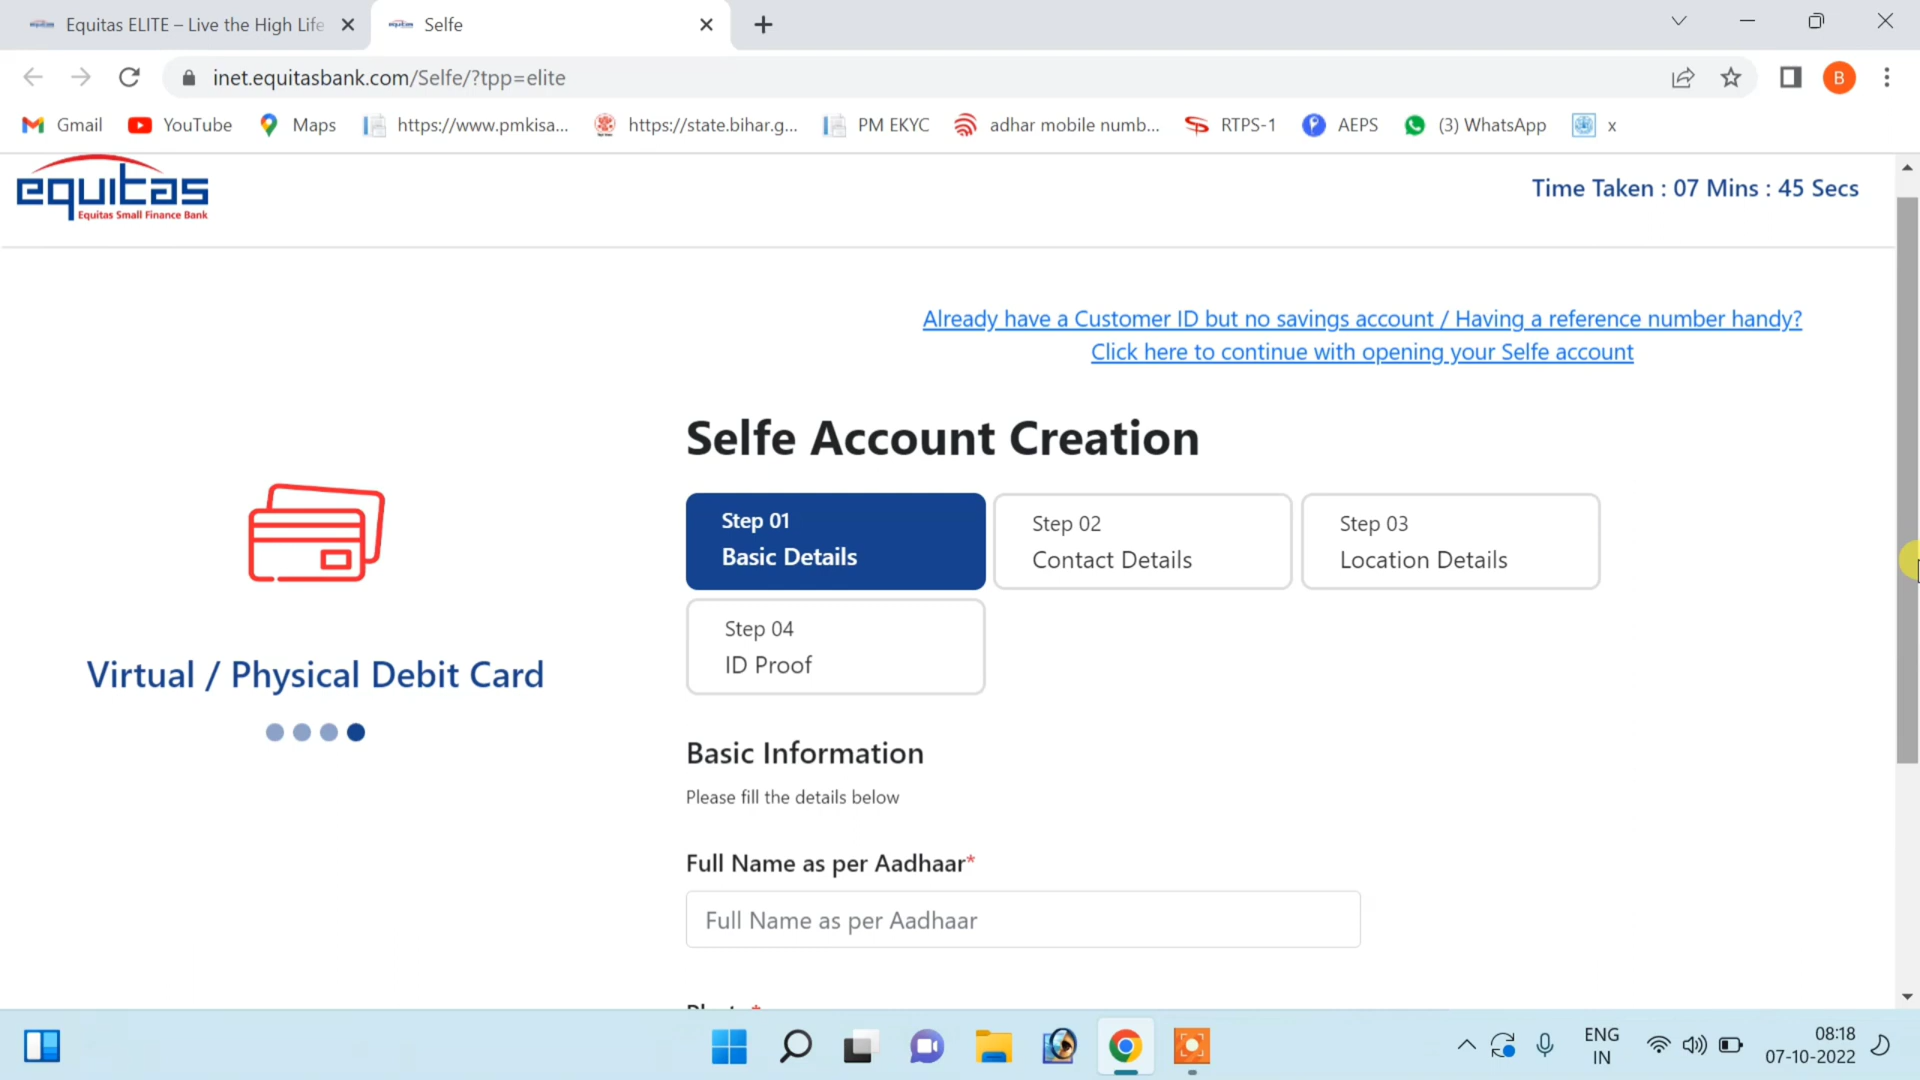 Equitas ELITE – Live the High Life
Selfe
inet.equitasbank.com/Selfe/?tpp=elite
B
Gmail
YouTube
Maps
https://www.pmkisa...
https://state.bihar.g...
PM EKYC
adhar mobile numb...
RTPS-1
AEPS
(3) WhatsApp
x
equitas
Equitas Small Finance Bank
Time Taken : 07 Mins : 45 Secs
Already have a Customer ID but no savings account / Having a reference number handy?
Click here to continue with opening your Selfe account
Selfe Account Creation
Step 01
Basic Details
Step 02
Contact Details
Step 03
Location Details
Step 04
ID Proof
Virtual / Physical Debit Card
Basic Information
Please fill the details below
Full Name as per Aadhaar*
Full Name as per Aadhaar
ENG
IN
08:18
07-10-2022